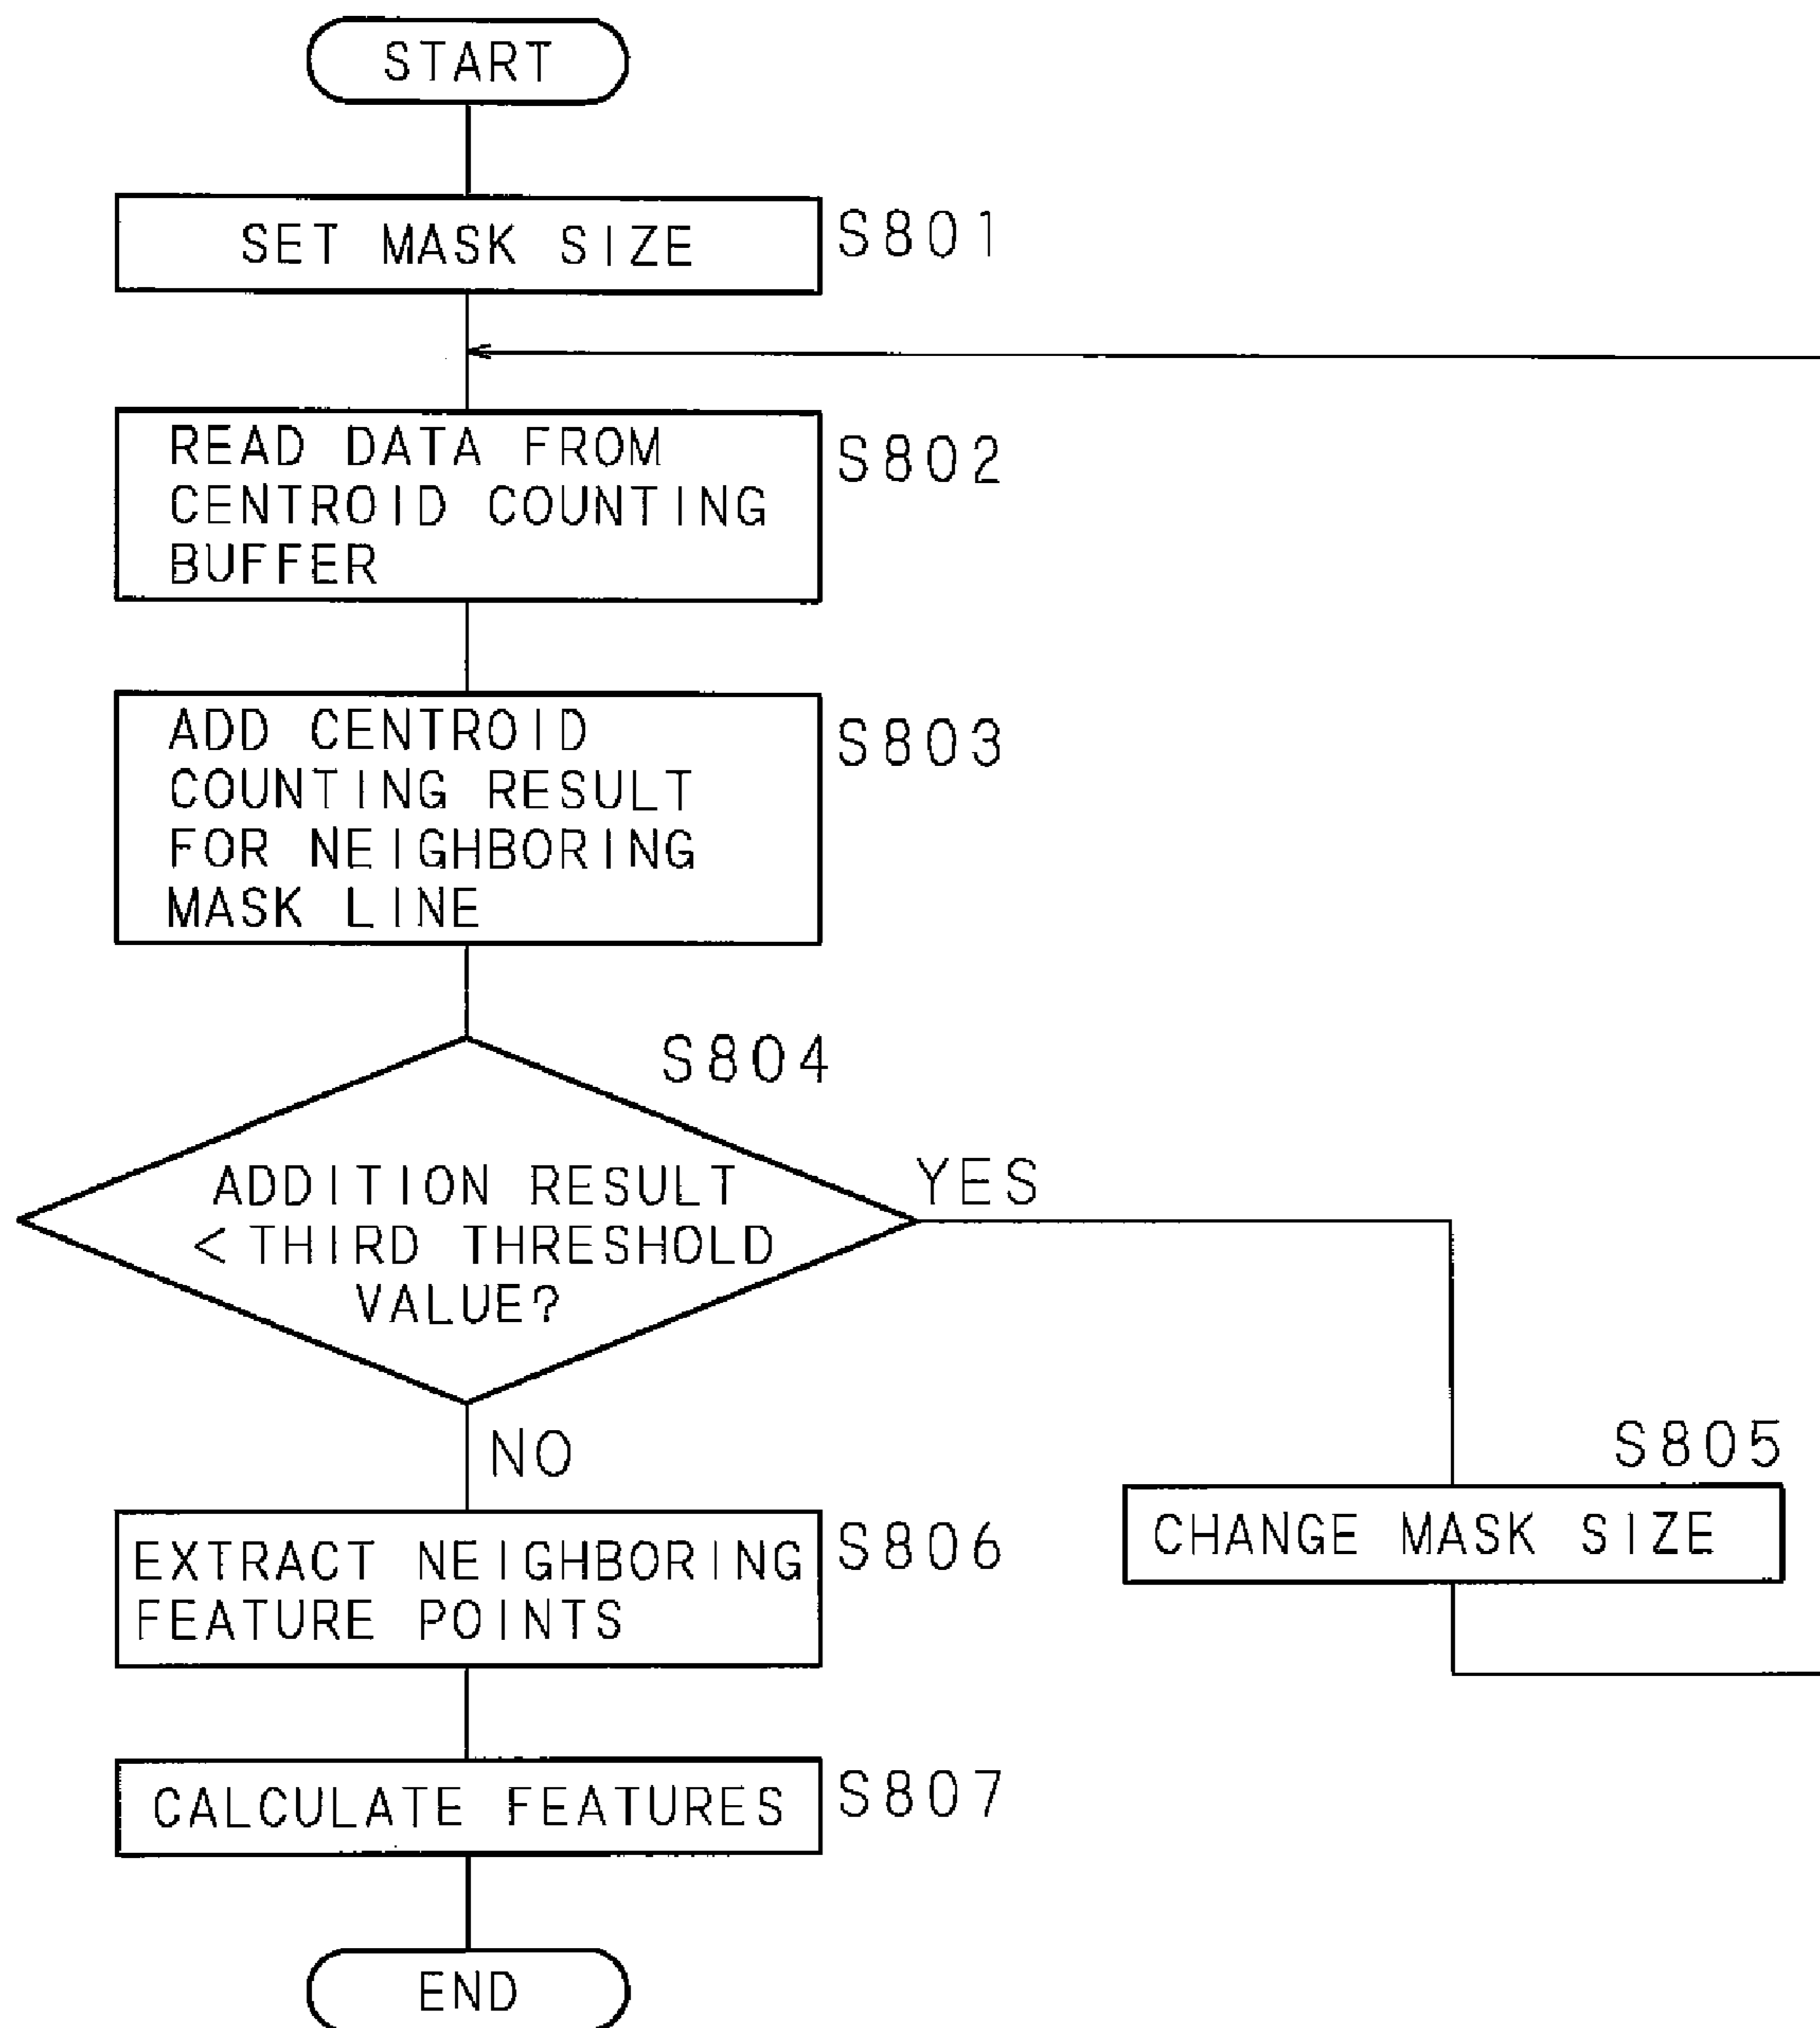 START
SET MASK SIZE
S801
READ DATA FROM
CENTROID COUNTING
BUFFER
S802
ADD CENTROID
COUNTING RESULT
FOR NEIGHBORING
MASK LINE
S803
S804
ADDITION RESULT
< THIRD THRESHOLD
VALUE?
YES
NO
S805
CHANGE MASK SIZE
EXTRACT NEIGHBORING
FEATURE POINTS
S806
CALCULATE FEATURES
S807
END